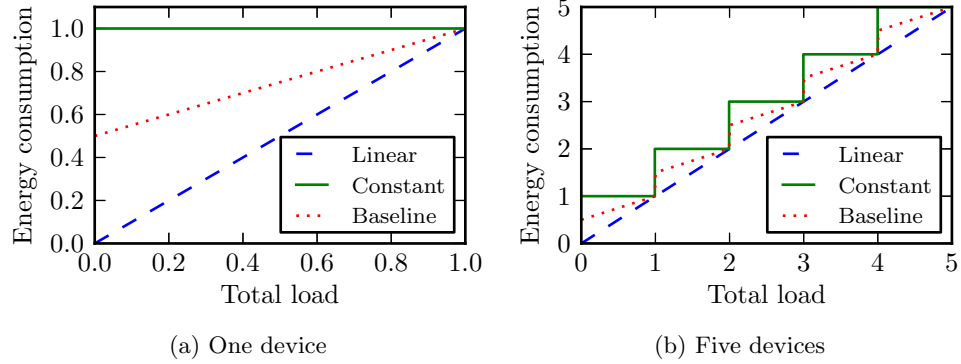 1.0
0.8
0.6
0.4
0.2
0.0
Energy consumption
Linear
Constant
Baseline
0.0 0.2 0.4 0.6 0.8 1.0
Total load
(a) One device
5
4
3
2
1
0
Energy consumption
Linear
Constant
Baseline
0 1 2 3 4 5
Total load
(b) Five devices